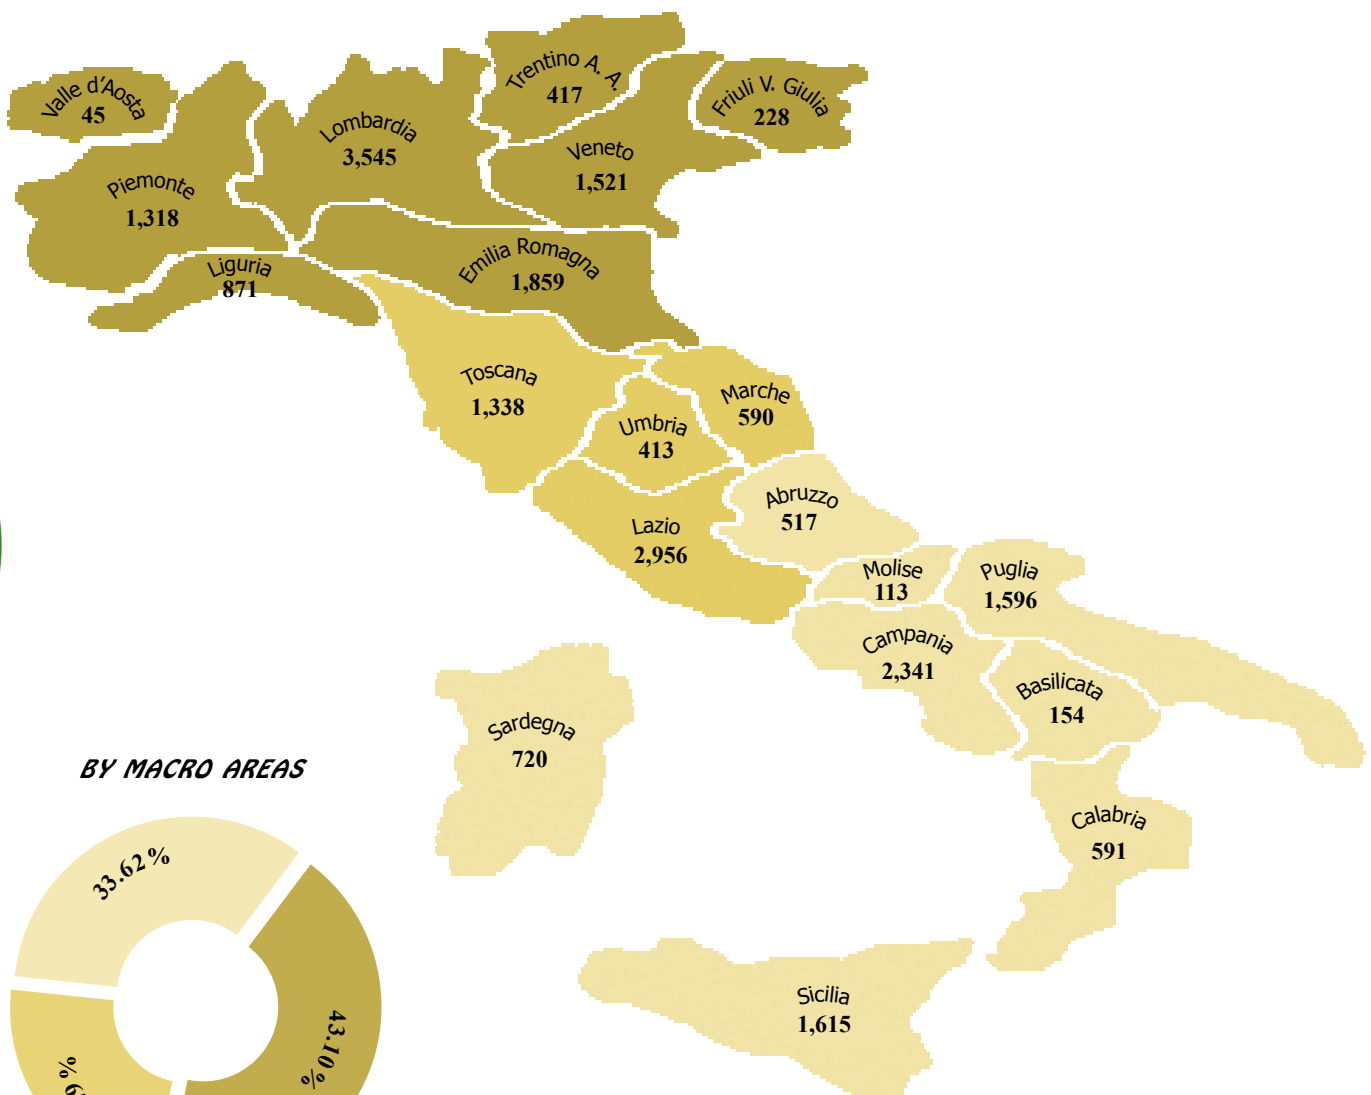 Trentino A. A.
417
Valle d'Aosta
45
Friuli V. Giulia
228
Lombardia
3,545
Veneto
1,521
Piemonte
1,318
Emilia Romagna
1,859
Liguria
871
Toscana
1,338
Marche
590
Umbria
413
Abruzzo
517
Lazio
2,956
Molise
113
Puglia
1,596
Campania
2,341
Basilicata
154
Sardegna
720
BY MACRO AREAS
Calabria
591
33.62%
43.10%
Sicilia
1,615
%